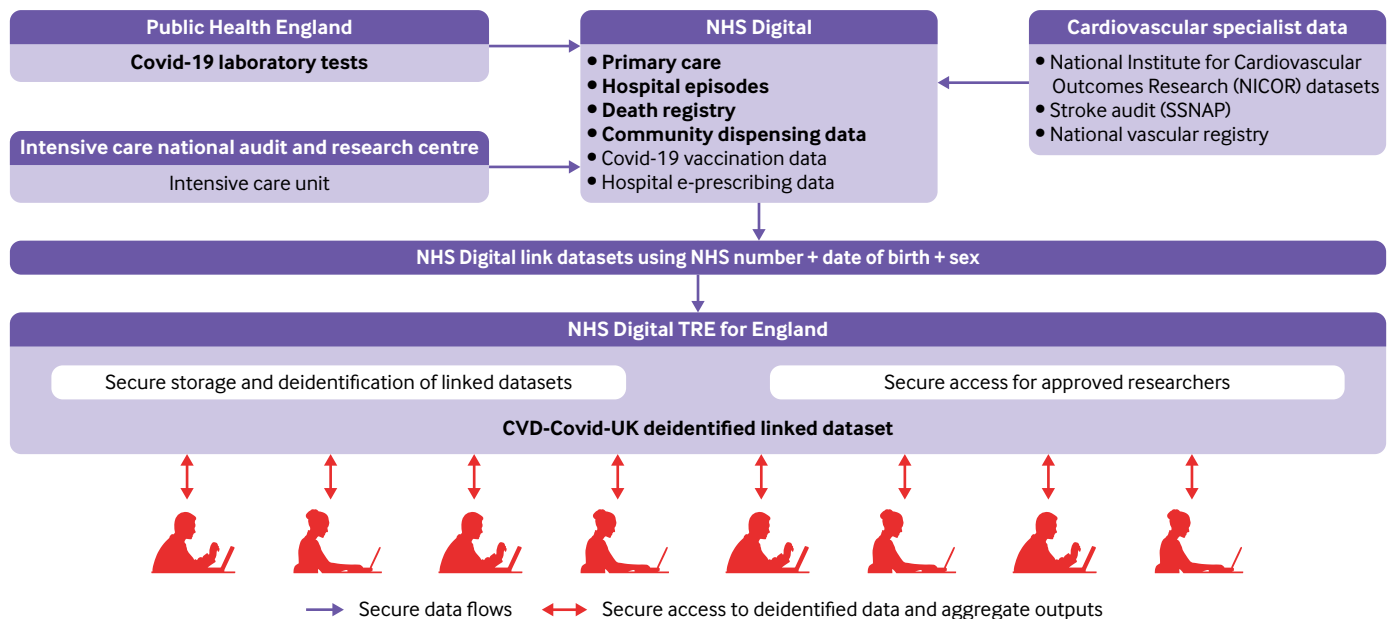 Public Health England
Covid-19 laboratory tests
Intensive care national audit and research centre
Intensive care unit
NHS Digital
• Primary care
• Hospital episodes
• Death registry
• Community dispensing data
• Covid-19 vaccination data
• Hospital e-prescribing data
Cardiovascular specialist data
• National Institute for Cardiovascular
Outcomes Research (NICOR) datasets
• Stroke audit (SSNAP)
• National vascular registry
NHS Digital link datasets using NHS number + date of birth + sex
NHS Digital TRE for England
Secure storage and deidentification of linked datasets
Secure access for approved researchers
CVD-Covid-UK deidentified linked dataset
Secure data flows
Secure access to deidentified data and aggregate outputs